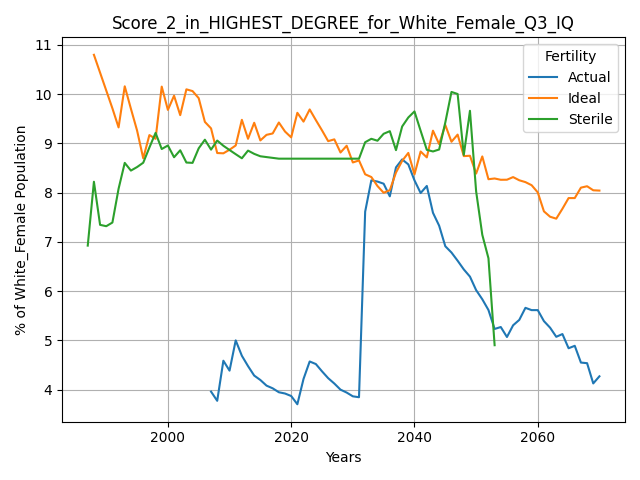 Score_2_in_HIGHEST_DEGREE_for_White_Female_Q3_IQ
Fertility
Actual
Ideal
Sterile
% of White_Female Population
11
10
9
8
7
6
5
4
2000
2020
2040
2060
Years